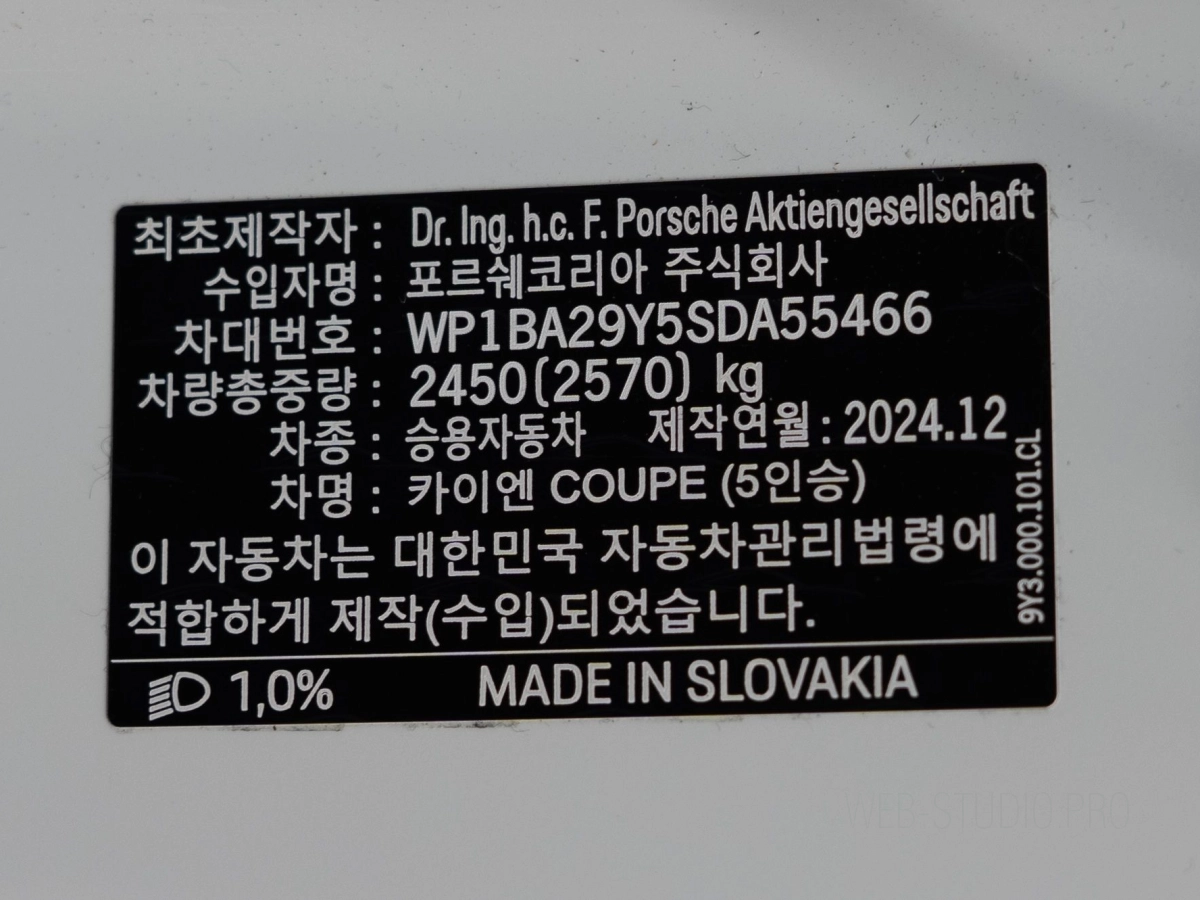 최초제작자 : Dr. Ing. h.c. F. Porsche Aktiengesellschaft
수입자명 : 포르쉐코리아 주식회사
차대번호 : WP1BA29Y5SDA55466
차량총중량 : 2450(2570) kg
차종 : 승용자동차 제작연월 : 2024.12
차명 : 카이엔 COUPE (5인승)
이 자동차는 대한민국 자동차관리법령에
적합하게 제작(수입)되었습니다.
9Y3.000.101.CL
1,0% MADE IN SLOVAKIA
WEB-STUDIO.PRO